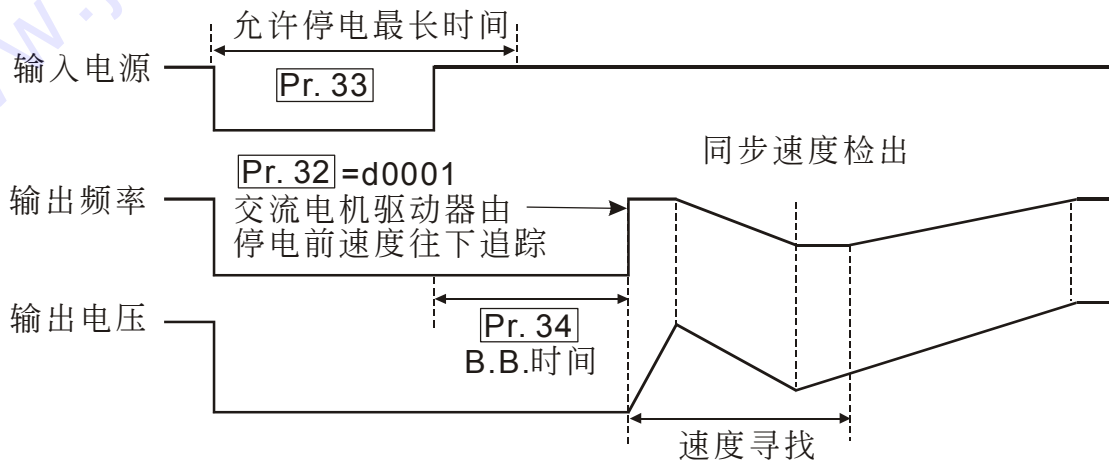 允许停电最长时间
输入电源
Pr. 33
同步速度检出
Pr. 32=d0001
输出频率
交流电机驱动器由
停电前速度往下追踪
输出电压
Pr. 34
B.B.时间
速度寻找